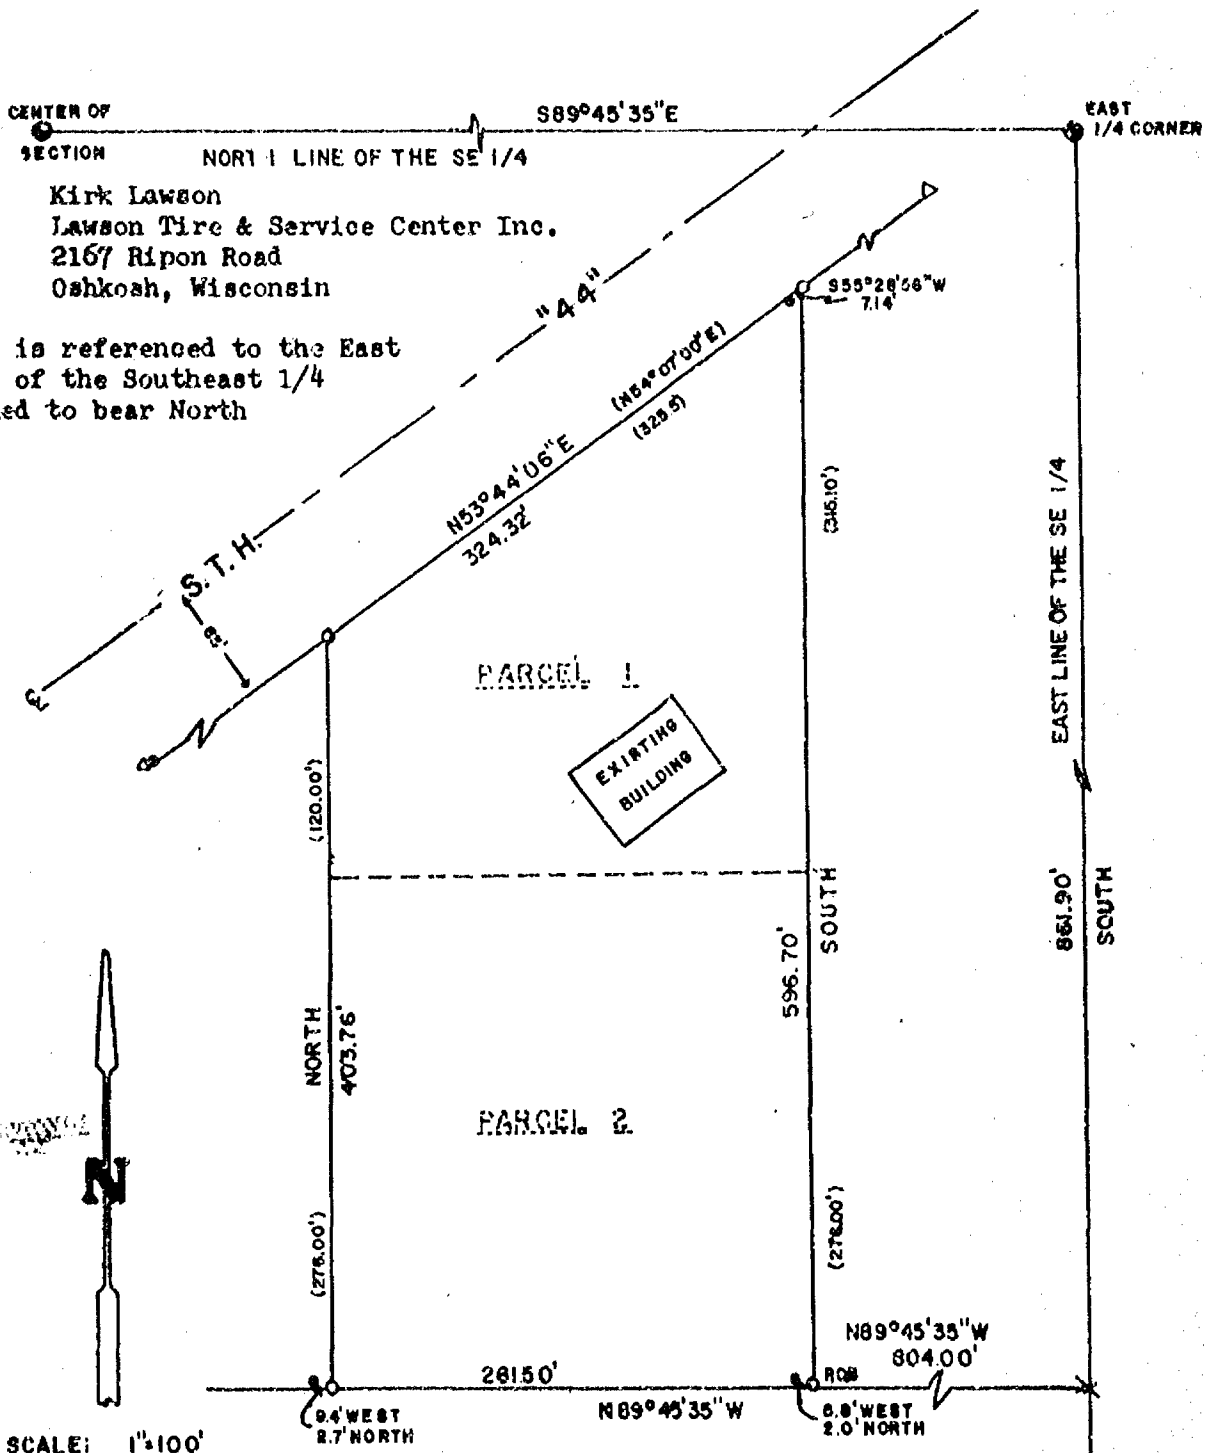 CENTER OF
SECTION
S89°45'35"E
EAST
1/4 CORNER
NORTH LINE OF THE SE 1/4
Kirk Lawson
Lawson Tire & Service Center Inc.
2167 Ripon Road
Oshkosh, Wisconsin
is referenced to the East
of the Southeast 1/4
ed to bear North
"44"
S55°28'56"W
7.14'
(N54°07'00"E)
(325.5)
N53°44'06"E
324.32'
(315.10')
S.T.H.
PARCEL 1
EXISTING
BUILDING
(120.00')
EAST LINE OF THE SE 1/4
SOUTH
861.90'
SOUTH
596.70'
NORTH
403.76'
PARCEL 2
N
(276.00')
(276.00')
N89°45'35"W
804.00'
281.50'
N89°45'35"W
9.4' WEST
2.7' NORTH
6.8' WEST
2.0' NORTH
SCALE: 1"=100'